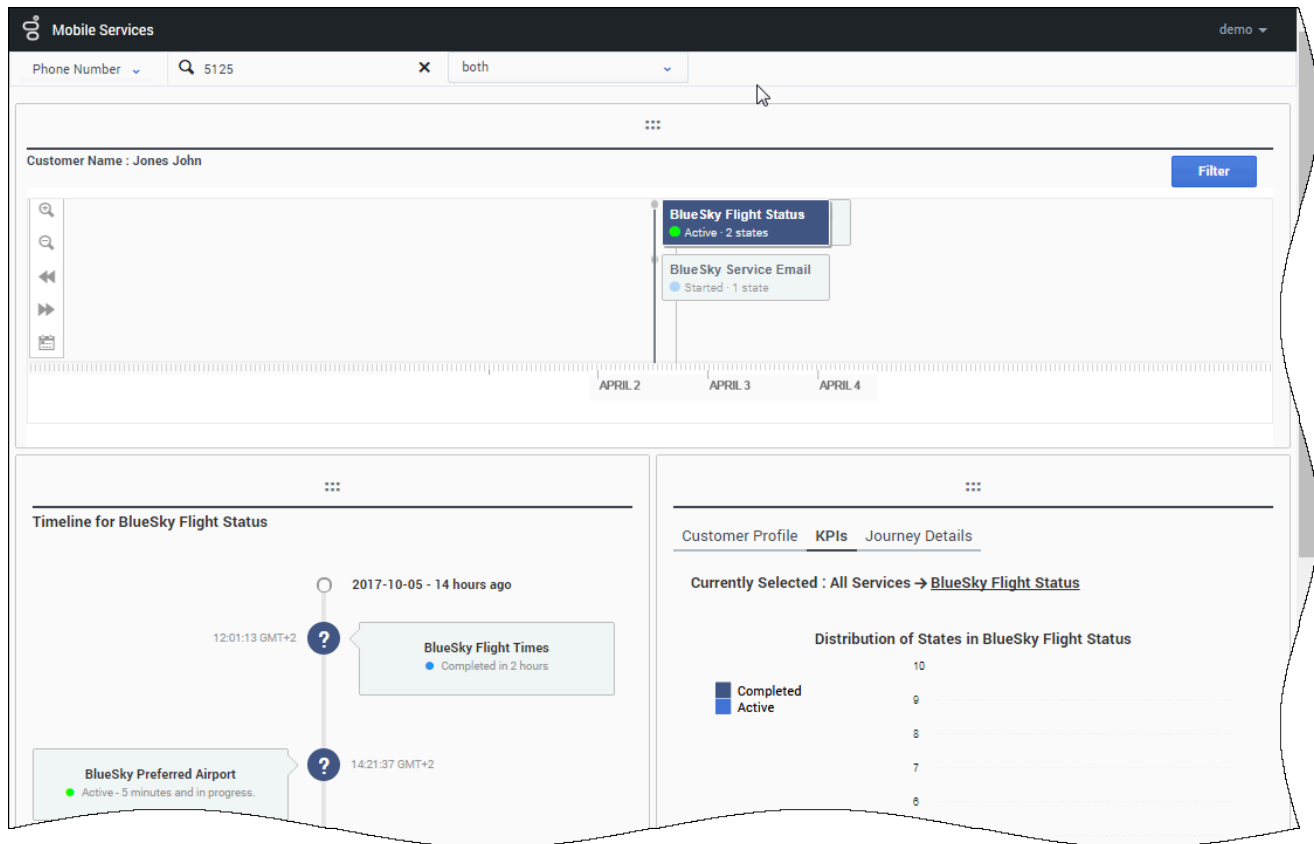 Mobile Services
demo
Phone Number
5125
both
Customer Name : Jones John
Filter
BlueSky Flight Status
Active · 2 states
BlueSky Service Email
Started · 1 state
APRIL 2
APRIL 3
APRIL 4
Timeline for BlueSky Flight Status
2017-10-05 - 14 hours ago
12:01:13 GMT+2
?
BlueSky Flight Times
Completed in 2 hours
?
14:21:37 GMT+2
BlueSky Preferred Airport
Active - 5 minutes and in progress.
Customer Profile KPIs Journey Details
Currently Selected : All Services → BlueSky Flight Status
Distribution of States in BlueSky Flight Status
Completed
Active
10
9
8
7
6